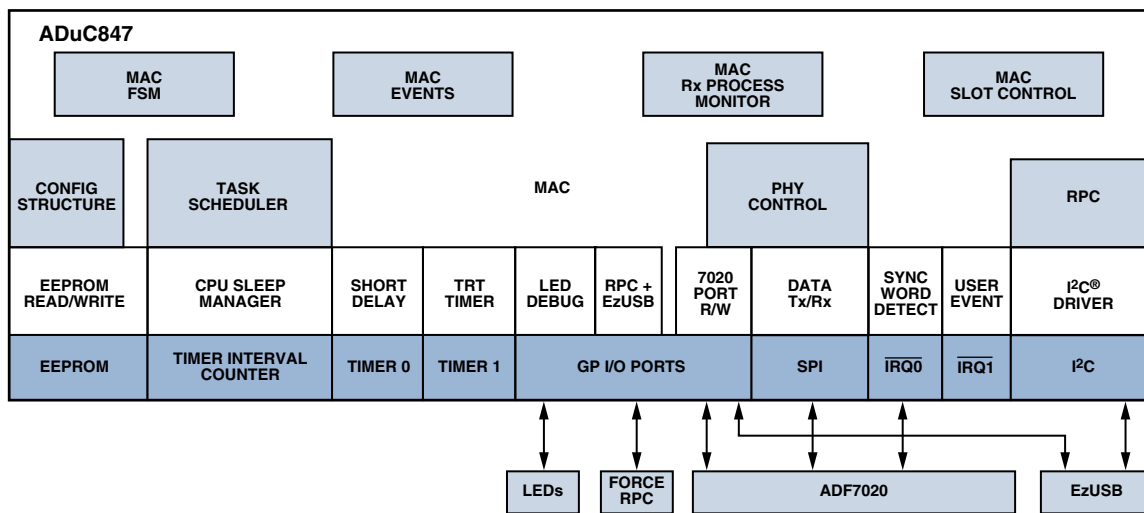 ADuC847
MAC
FSM
MAC
EVENTS
MAC
Rx PROCESS
MONITOR
MAC
SLOT CONTROL
CONFIG
STRUCTURE
TASK
SCHEDULER
MAC
PHY
CONTROL
RPC
EEPROM
READ/WRITE
CPU SLEEP
MANAGER
SHORT
DELAY
TRT
TIMER
LED
DEBUG
RPC +
EzUSB
7020
PORT
R/W
DATA
Tx/Rx
SYNC
WORD
DETECT
USER
EVENT
I²C®
DRIVER
EEPROM
TIMER INTERVAL
COUNTER
TIMER 0
TIMER 1
GP I/O PORTS
SPI
IRQ0
IRQ1
I²C
LEDs
FORCE
RPC
ADF7020
EzUSB